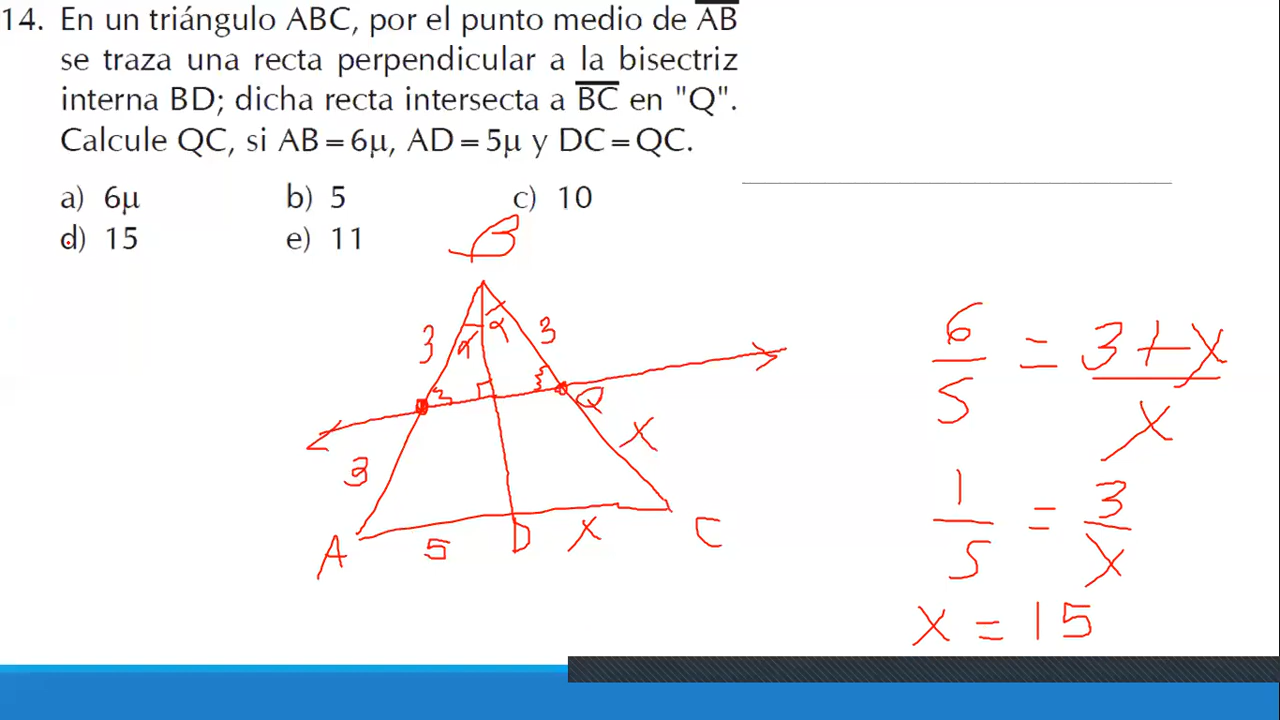 14. En un triángulo ABC, por el punto medio de AB
se traza una recta perpendicular a la bisectriz
interna BD; dicha recta intersecta a BC en "Q".
Calcule QC, si AB = 6μ, AD = 5μ y DC = QC.
a) 6μ b) 5 c) 10
d) 15 e) 11
B
3 α α 3
Q
3 x
A 5 D x C
6/5 = 3+x/x
1/5 = 3/x
x = 15